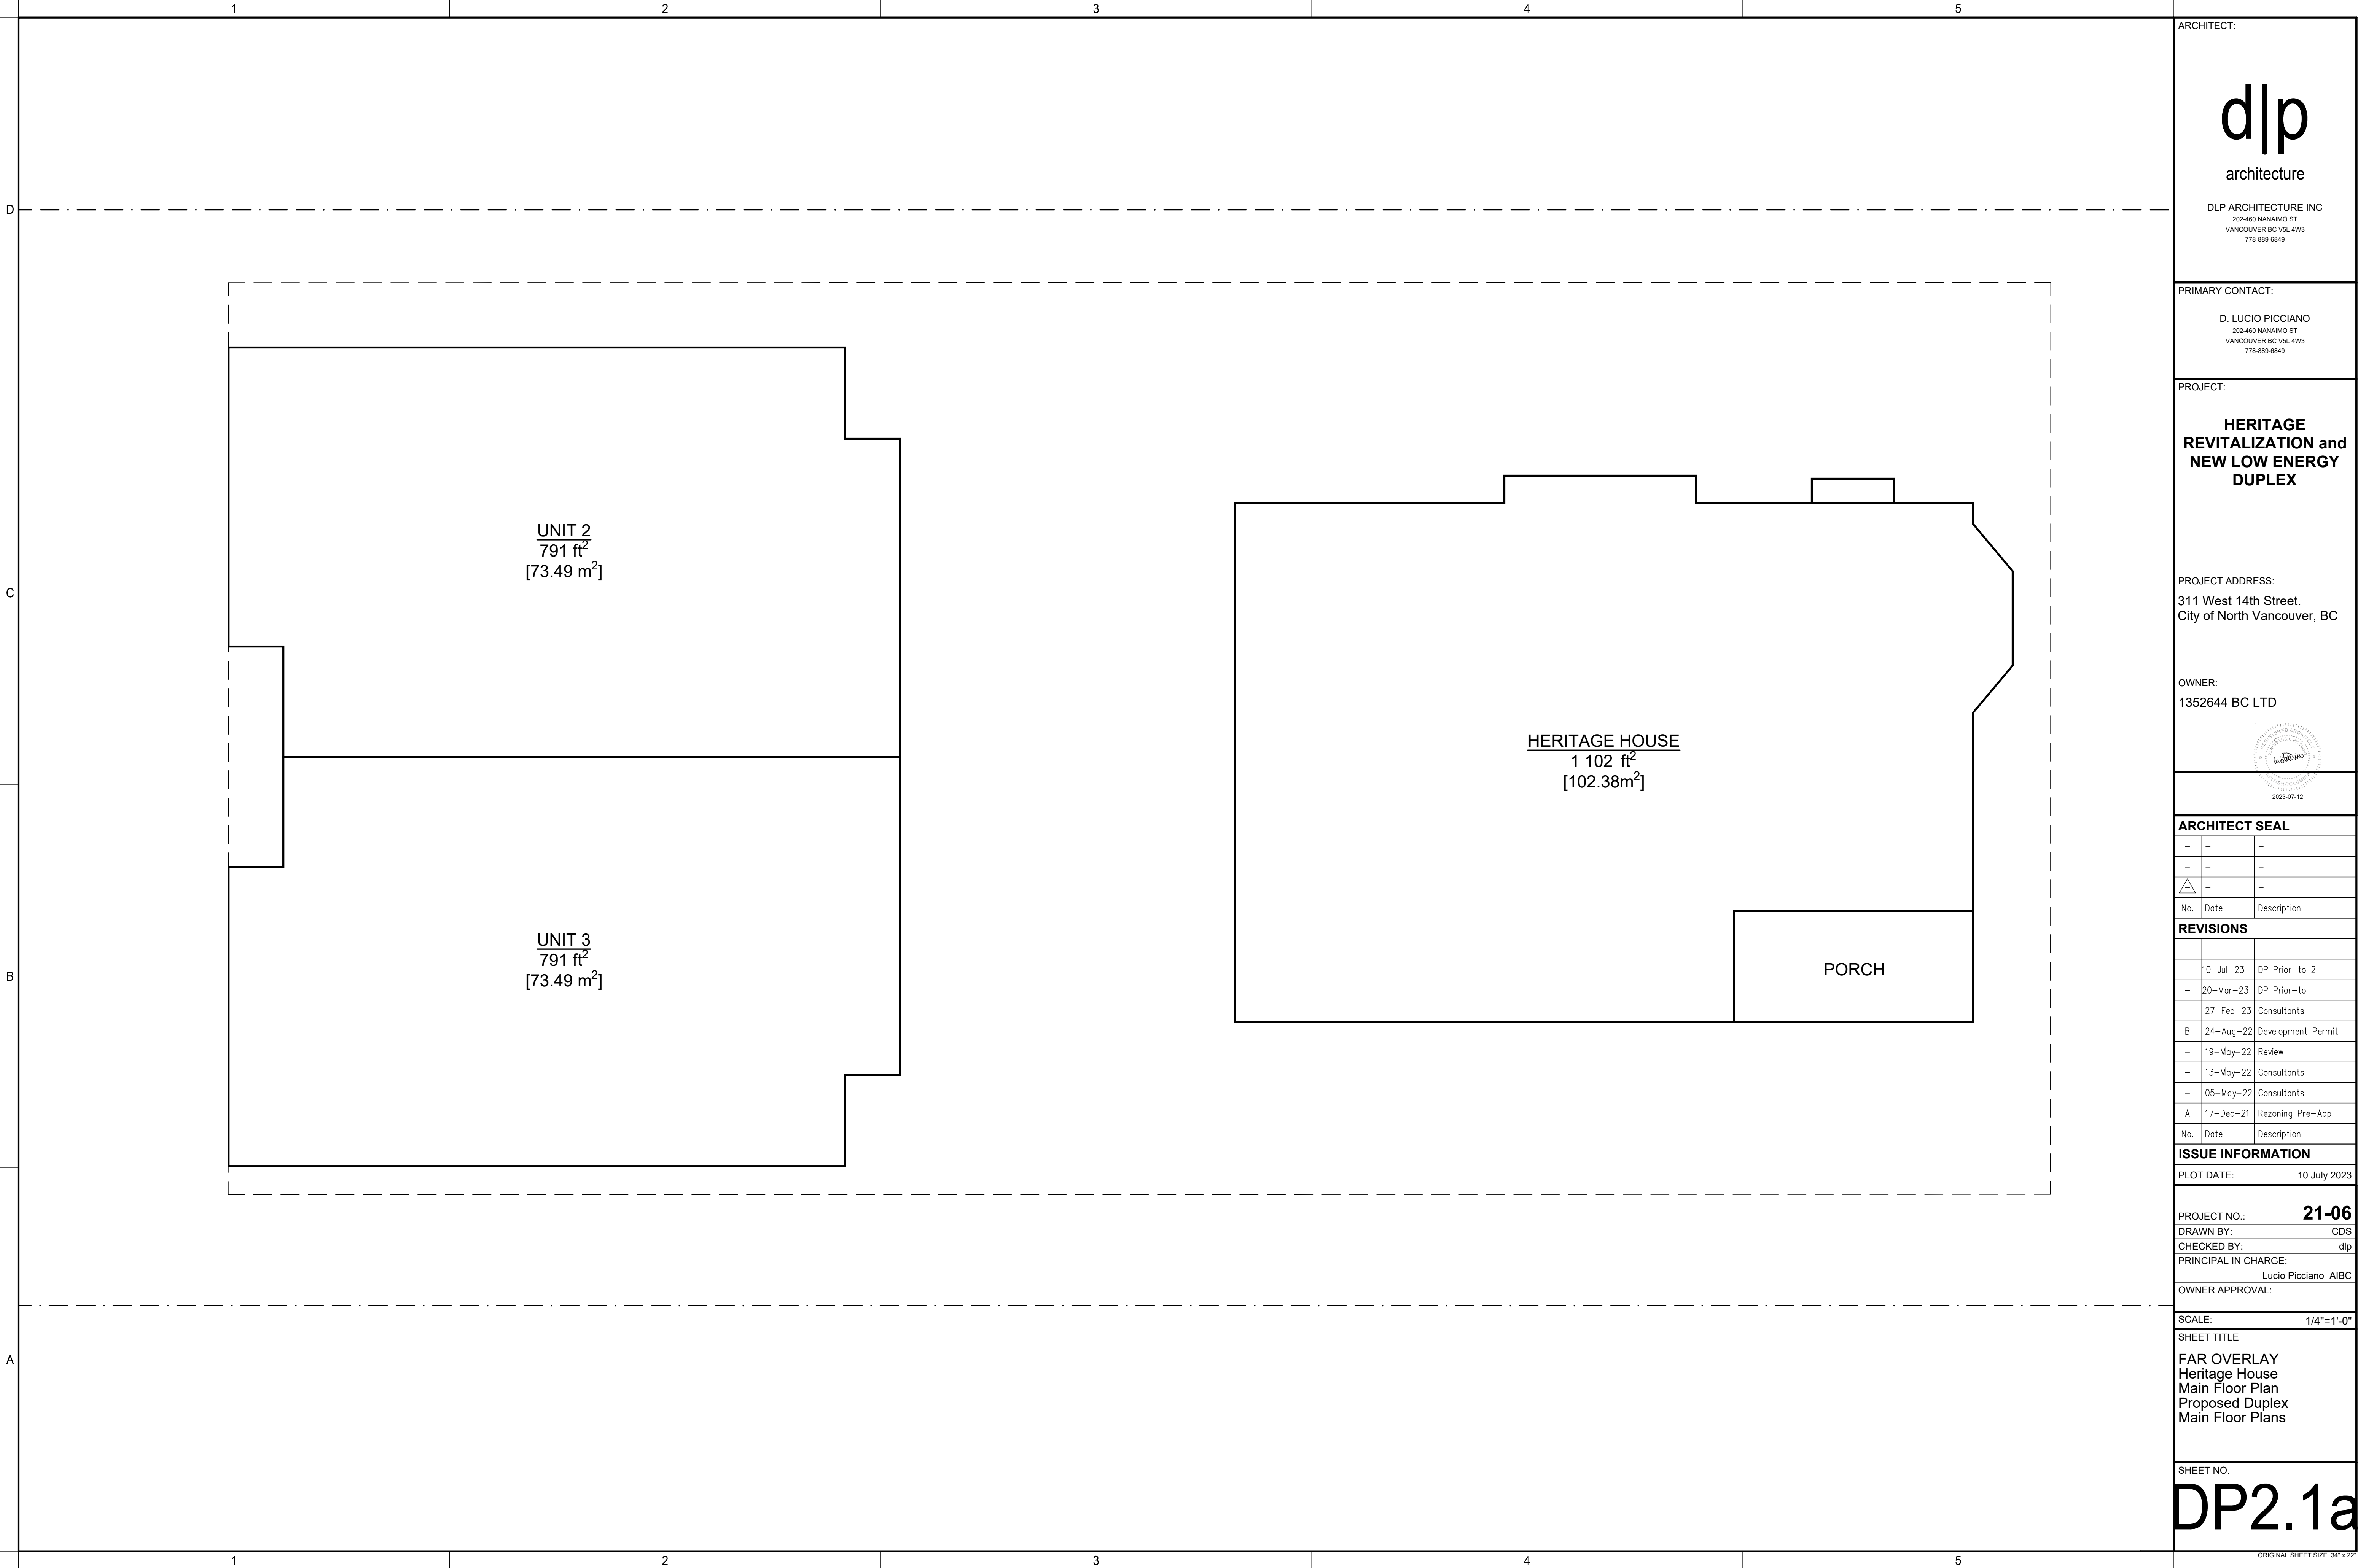 1 2 3 4 5
D
C
B
A
UNIT 2
791 ft2
[73.49 m2]
UNIT 3
791 ft2
[73.49 m2]
HERITAGE HOUSE
1 102 ft2
[102.38m2]
PORCH
1 2 3 4 5
ARCHITECT:
d|p
architecture
DLP ARCHITECTURE INC
202-460 NANAIMO ST
VANCOUVER BC V5L 4W3
778-889-6849
PRIMARY CONTACT:
D. LUCIO PICCIANO
202-460 NANAIMO ST
VANCOUVER BC V5L 4W3
778-889-6849
PROJECT:
HERITAGE
REVITALIZATION and
NEW LOW ENERGY
DUPLEX
PROJECT ADDRESS:
311 West 14th Street.
City of North Vancouver, BC
OWNER:
1352644 BC LTD
2023-07-12
ARCHITECT SEAL
– – –
– – –
– – –
No. Date Description
REVISIONS
10-Jul-23 DP Prior-to 2
– 20-Mar-23 DP Prior-to
– 27-Feb-23 Consultants
B 24-Aug-22 Development Permit
– 19-May-22 Review
– 13-May-22 Consultants
– 05-May-22 Consultants
A 17-Dec-21 Rezoning Pre-App
No. Date Description
ISSUE INFORMATION
PLOT DATE: 10 July 2023
PROJECT NO.: 21-06
DRAWN BY: CDS
CHECKED BY: dlp
PRINCIPAL IN CHARGE:
Lucio Picciano AIBC
OWNER APPROVAL:
SCALE: 1/4"=1'-0"
SHEET TITLE
FAR OVERLAY
Heritage House
Main Floor Plan
Proposed Duplex
Main Floor Plans
SHEET NO.
DP2.1a
ORIGINAL SHEET SIZE 34" x 22"